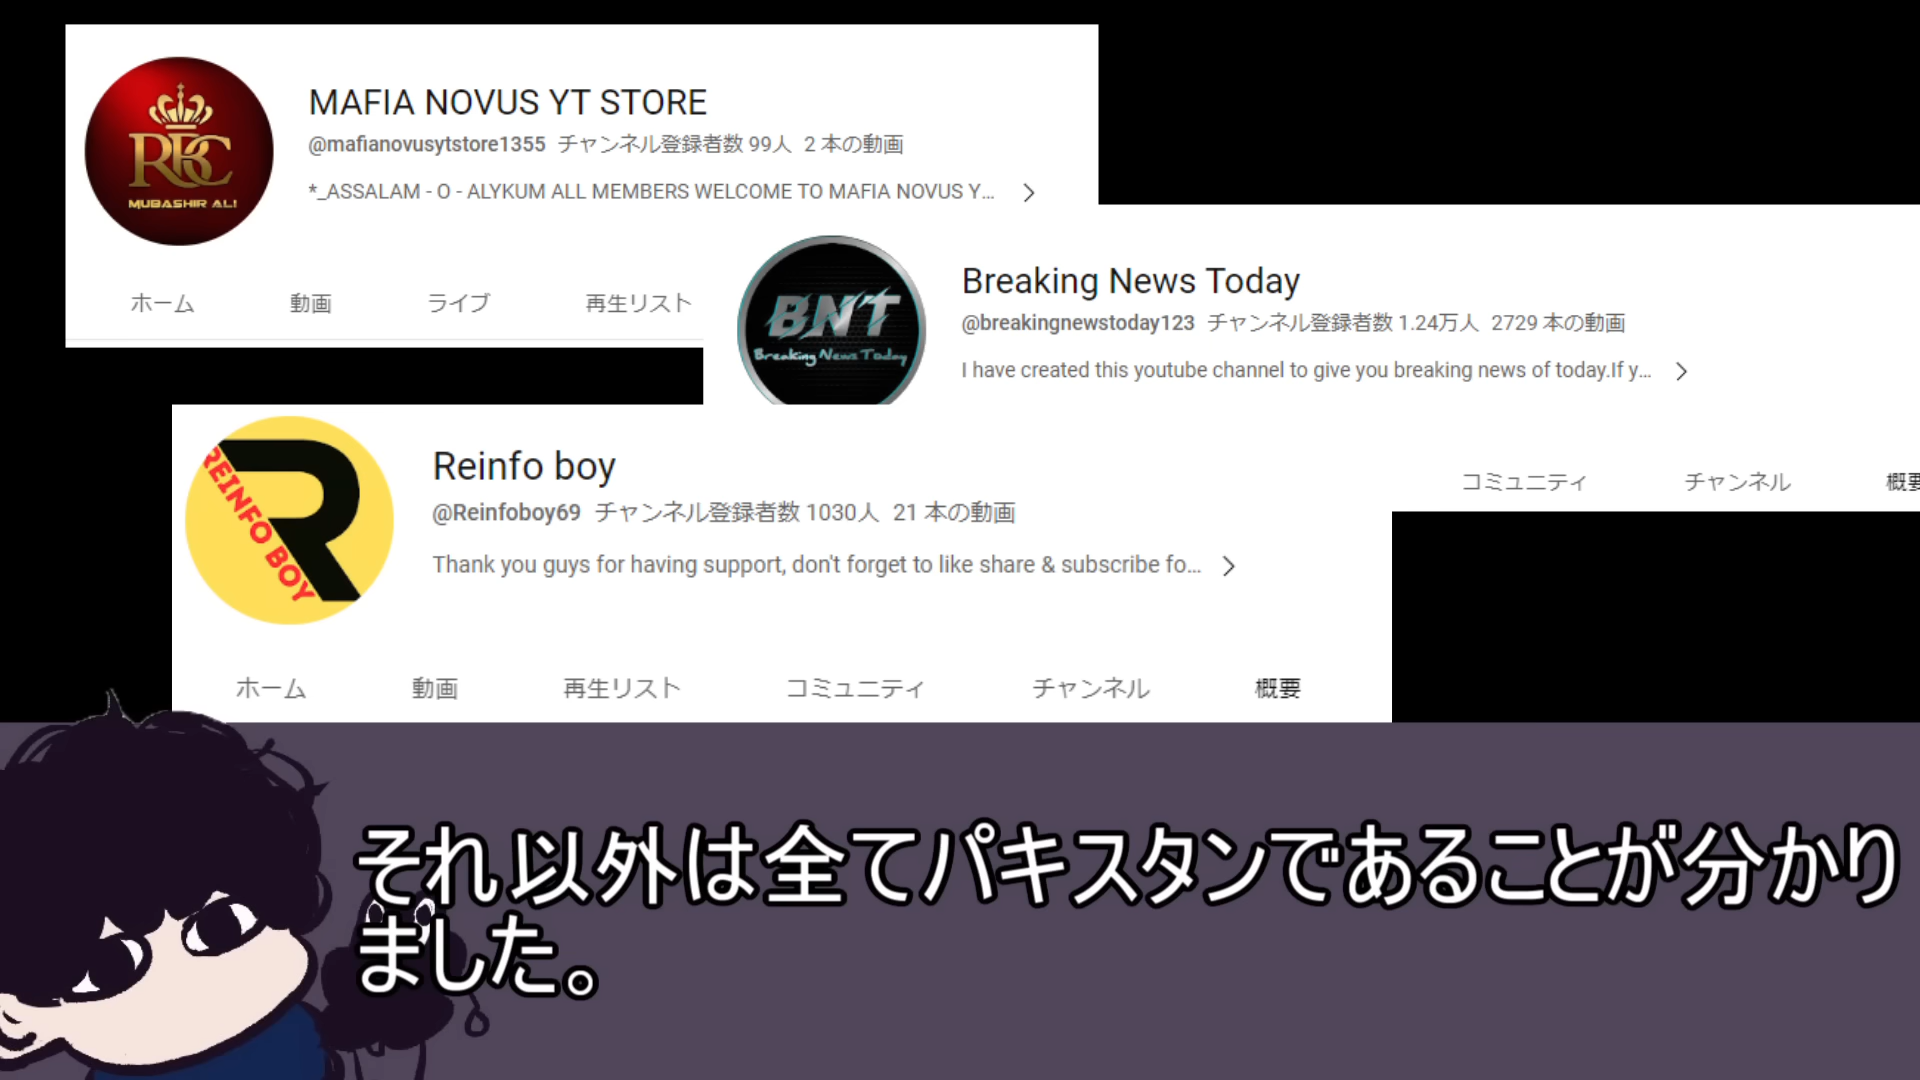 RBC
MUBASHIR ALI
MAFIA NOVUS YT STORE
@mafianovusytstore1355 チャンネル登録者数 99人 2 本の動画
*_ASSALAM - O - ALYKUM ALL MEMBERS WELCOME TO MAFIA NOVUS Y...
ホーム 動画 ライブ 再生リスト
BNT
Breaking News Today
Breaking News Today
@breakingnewstoday123 チャンネル登録者数 1.24万人 2729 本の動画
I have created this youtube channel to give you breaking news of today.If y...
コミュニティ チャンネル 概要
R
REINFO BOY
Reinfo boy
@Reinfoboy69 チャンネル登録者数 1030人 21 本の動画
Thank you guys for having support, don't forget to like share & subscribe fo...
ホーム 動画 再生リスト コミュニティ チャンネル 概要
それ以外は全てパキスタンであることが分かり
ました。